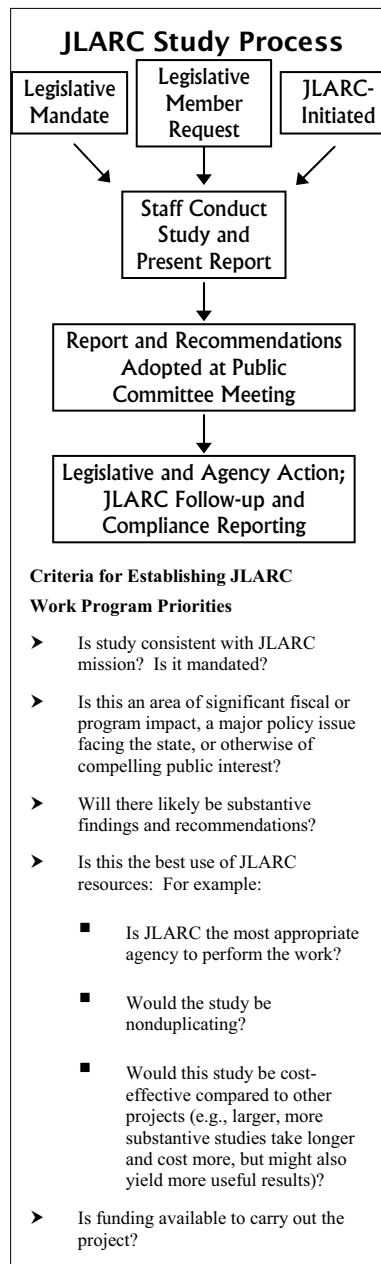 JLARC Study Process
Legislative
Mandate
Legislative
Member
Request
JLARC-
Initiated
Staff Conduct
Study and
Present Report
Report and Recommendations
Adopted at Public
Committee Meeting
Legislative and Agency Action;
JLARC Follow-up and
Compliance Reporting
Criteria for Establishing JLARC
Work Program Priorities
➤ Is study consistent with JLARC
mission? Is it mandated?
➤ Is this an area of significant fiscal or
program impact, a major policy issue
facing the state, or otherwise of
compelling public interest?
➤ Will there likely be substantive
findings and recommendations?
➤ Is this the best use of JLARC
resources: For example:
■ Is JLARC the most appropriate
agency to perform the work?
■ Would the study be
nonduplicating?
■ Would this study be cost-
effective compared to other
projects (e.g., larger, more
substantive studies take longer
and cost more, but might also
yield more useful results)?
➤ Is funding available to carry out the
project?